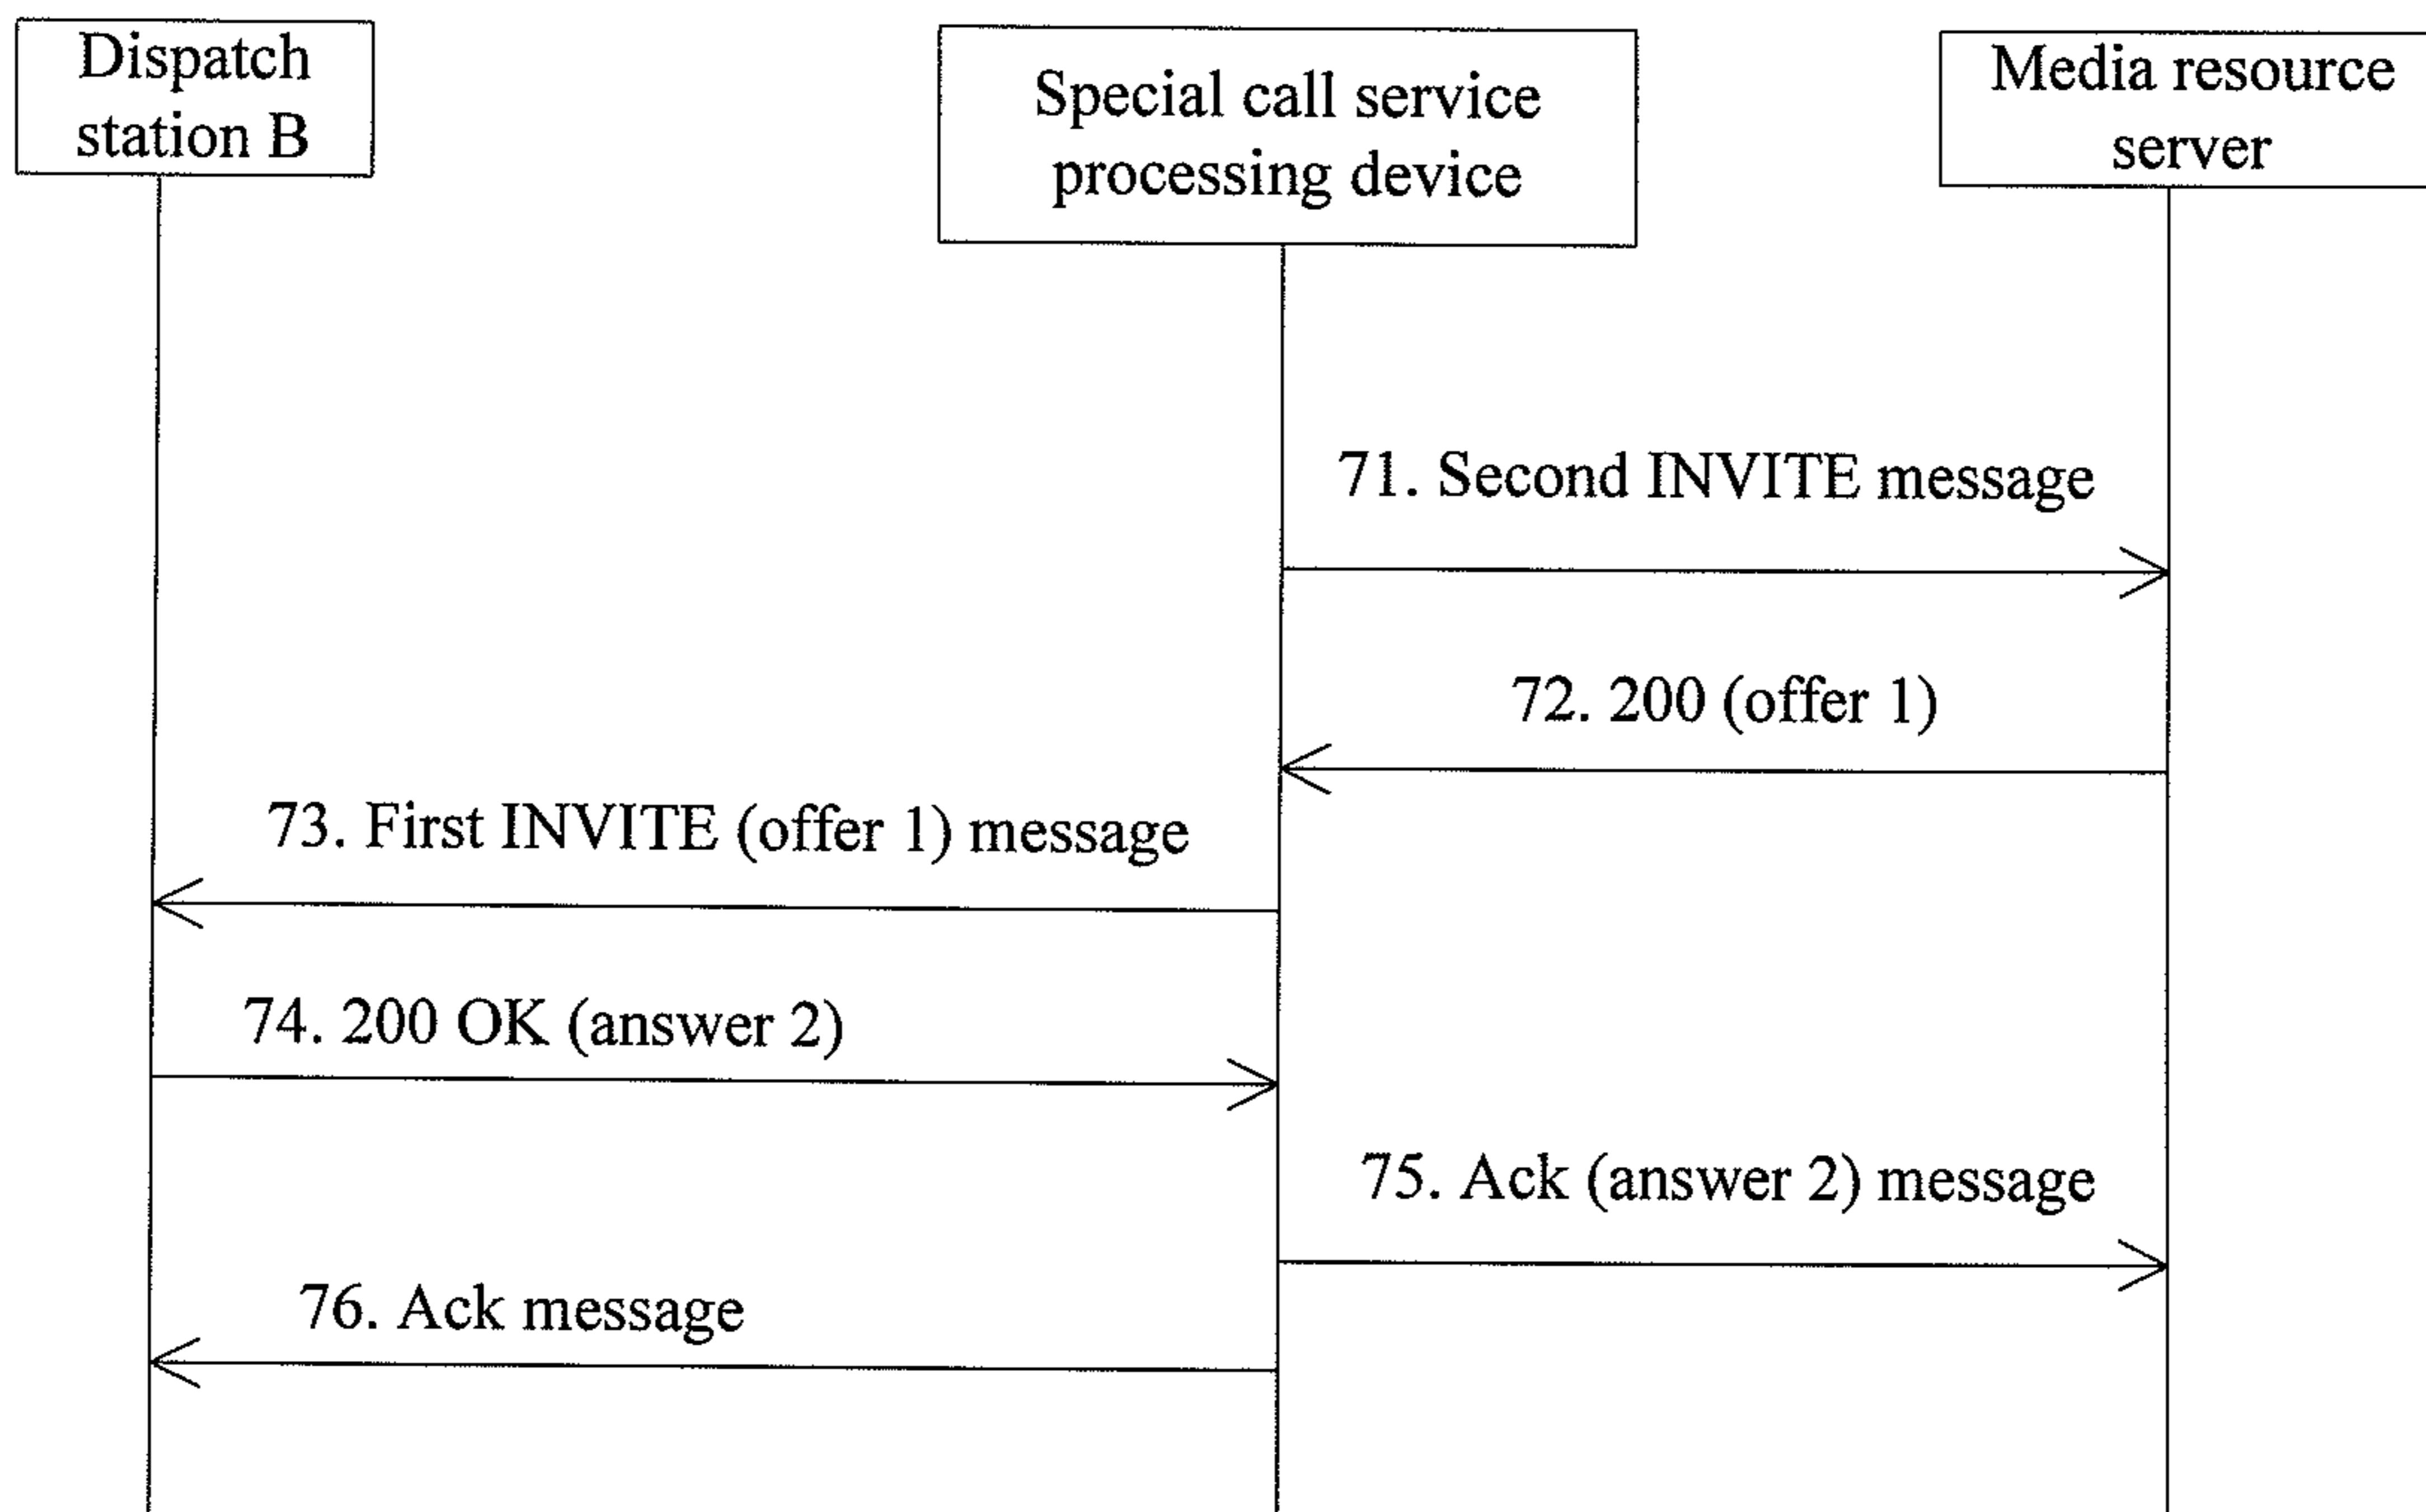 Dispatch
station B
Special call service
processing device
Media resource
server
71. Second INVITE message
72. 200 (offer 1)
73. First INVITE (offer 1) message
74. 200 OK (answer 2)
75. Ack (answer 2) message
76. Ack message